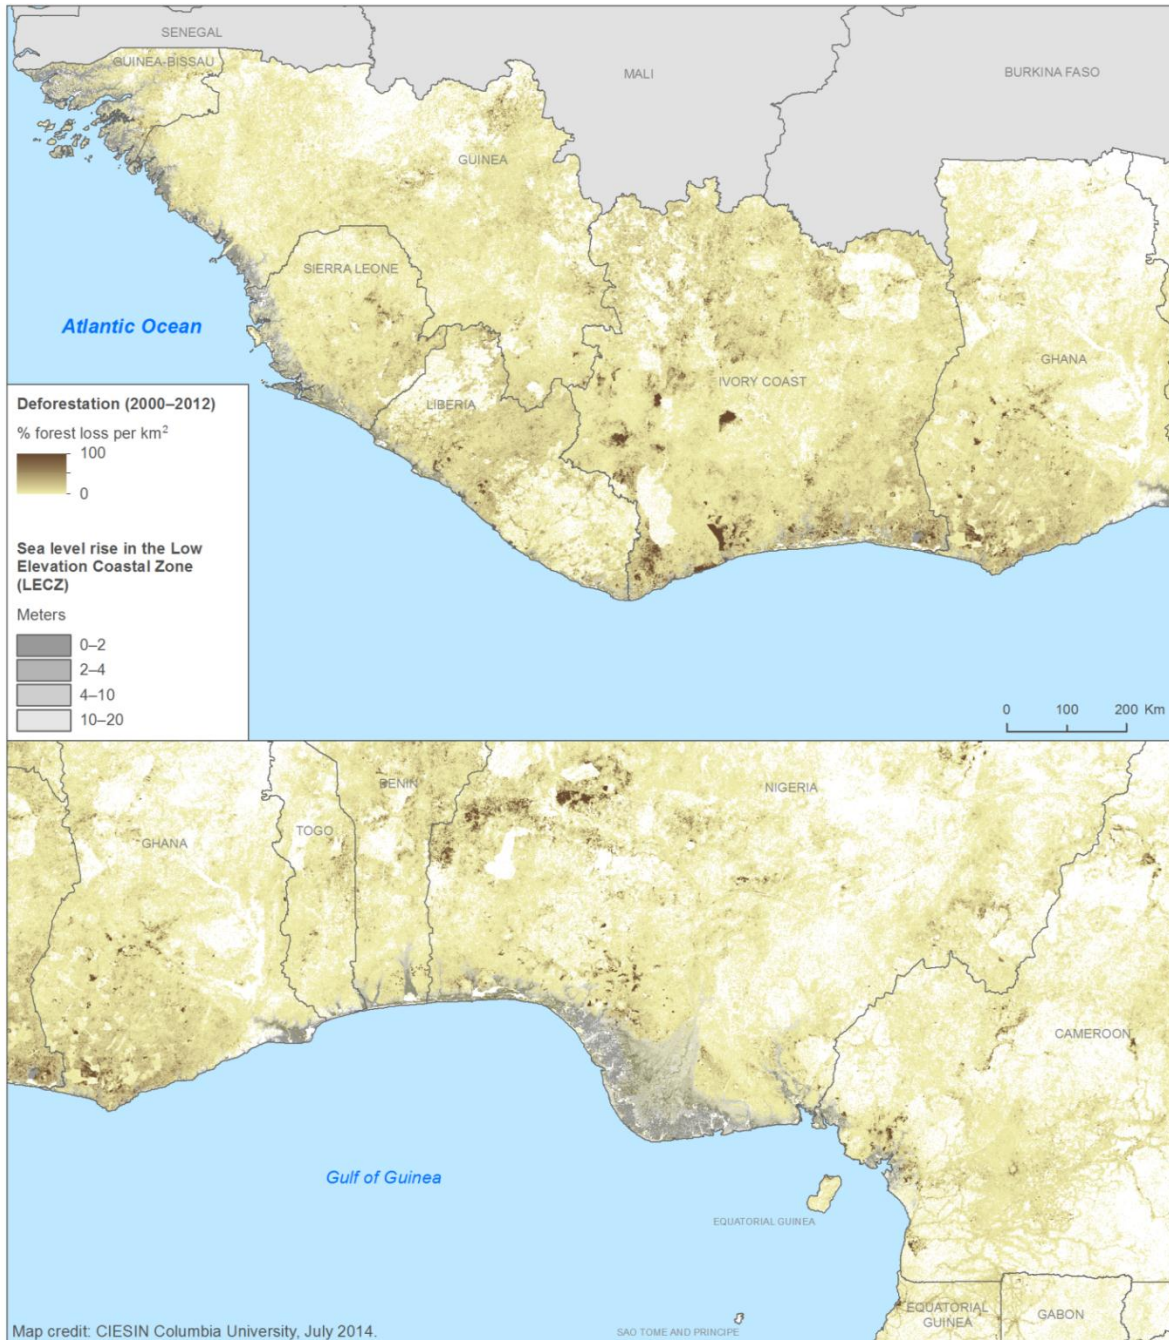 SENEGAL
GUINEA-BISSAU
MALI
BURKINA FASO
GUINEA
SIERRA LEONE
Atlantic Ocean
GHANA
IVORY COAST
LIBERIA
Deforestation (2000–2012)
% forest loss per km2
100
0
Sea level rise in the Low
Elevation Coastal Zone
(LECZ)
Meters
0–2
2–4
4–10
10–20
0 100 200 Km
BENIN
NIGERIA
TOGO
GHANA
CAMEROON
Gulf of Guinea
EQUATORIAL GUINEA
EQUATORIAL
GUINEA
GABON
SAO TOME AND PRINCIPE
Map credit: CIESIN Columbia University, July 2014.